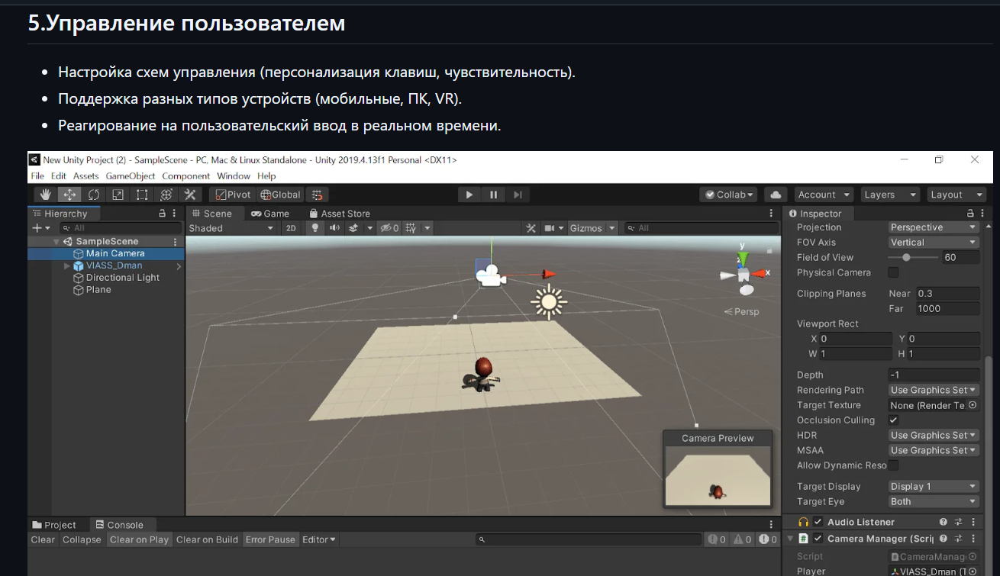 5.Управление пользователем
Настройка схем управления (персонализация клавиш, чувствительность).
Поддержка разных типов устройств (мобильные, ПК, VR).
Реагирование на пользовательский ввод в реальном времени.
New Unity Project (2) - SampleScene - PC, Mac & Linux Standalone - Unity 2019.4.13f1 Personal <DX11>
File Edit Assets GameObject Component Window Help
Pivot Global Collab Account Layers Layout
Hierarchy
All
SampleScene
Main Camera
VIASS_Dman
Directional Light
Plane
Scene Game Asset Store
Shaded 2D 0 Gizmos All
y
z
x
Persp
Camera Preview
Inspector
Projection Perspective
FOV Axis Vertical
Field of View 60
Physical Camera
Clipping Planes Near 0.3
Far 1000
Viewport Rect
X 0 Y 0
W 1 H 1
Depth -1
Rendering Path Use Graphics Set
Target Texture None (Render Te
Occlusion Culling
HDR Use Graphics Set
MSAA Use Graphics Set
Allow Dynamic Reso
Target Display Display 1
Target Eye Both
Audio Listener
Camera Manager (Scrip
Script CameraManag
Player VIASS_Dman (T
Project Console
Clear Collapse Clear on Play Clear on Build Error Pause Editor 0 0 0